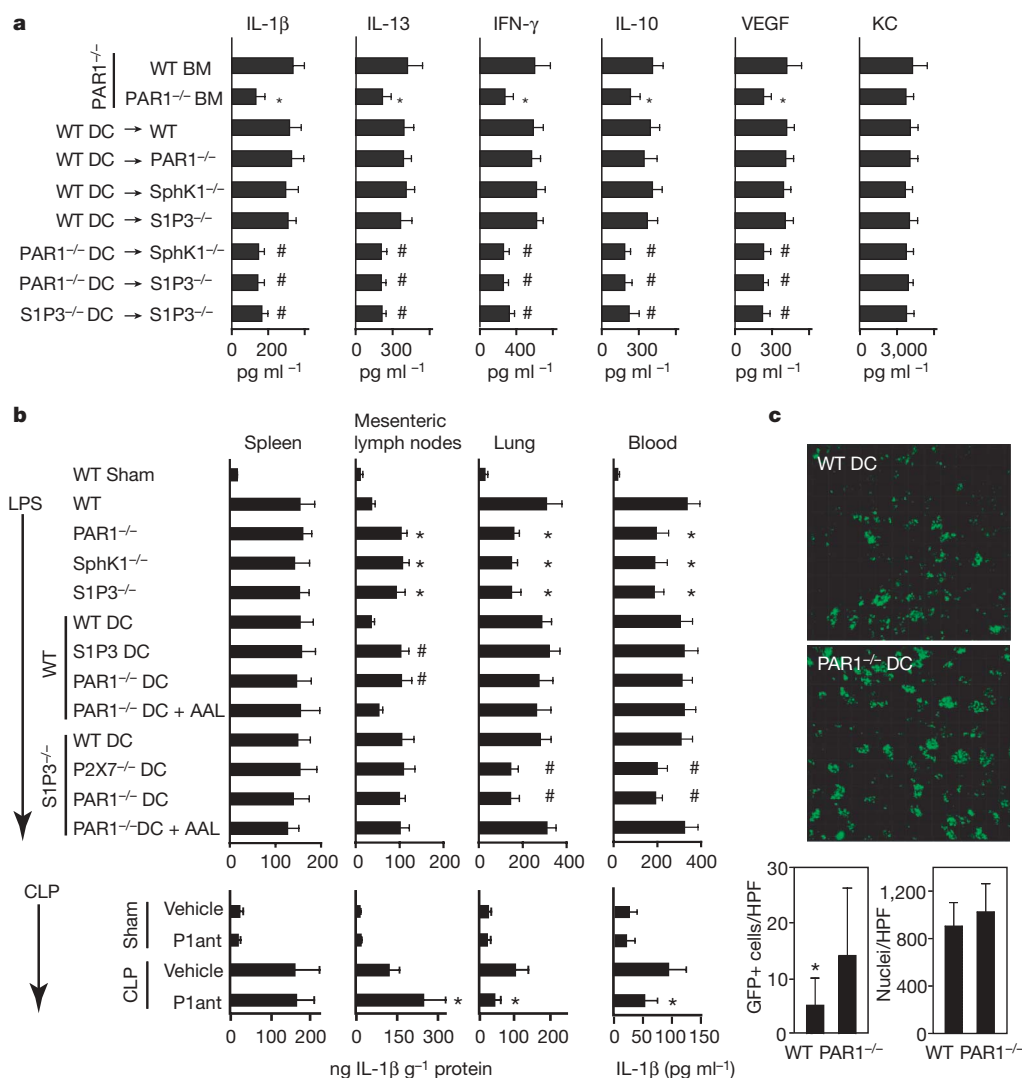 a
IL-1β IL-13 IFN-γ IL-10 VEGF KC
PAR1–/–
WT BM
PAR1–/– BM * * * * *
WT DC → WT
WT DC → PAR1–/–
WT DC → SphK1–/–
WT DC → S1P3–/–
PAR1–/– DC → SphK1–/– # # # # #
PAR1–/– DC → S1P3–/– # # # # #
S1P3–/– DC → S1P3–/– # # # # #
0 200 0 300 0 400 0 300 0 300 0 3,000
pg ml –1 pg ml –1 pg ml –1 pg ml –1 pg ml –1 pg ml –1
b
Spleen Mesenteric lymph nodes Lung Blood
LPS
WT Sham
WT
PAR1–/– * * *
SphK1–/– * * *
S1P3–/– * * *
WT
WT DC
S1P3 DC #
PAR1–/– DC #
PAR1–/– DC + AAL
S1P3–/–
WT DC
P2X7–/– DC # #
PAR1–/– DC # #
PAR1–/–DC + AAL
0 100 200 0 100 200 0 200 400 0 200 400
CLP
Sham
Vehicle
P1ant
CLP
Vehicle
P1ant * * *
0 100 200 0 150 300 0 100 200 300 0 50 100 150
ng IL-1β g–1 protein IL-1β (pg ml–1)
c
WT DC
PAR1–/– DC
GFP+ cells/HPF
30
20
10
0
*
WT PAR1–/–
Nuclei/HPF
1,200
800
400
0
WT PAR1–/–